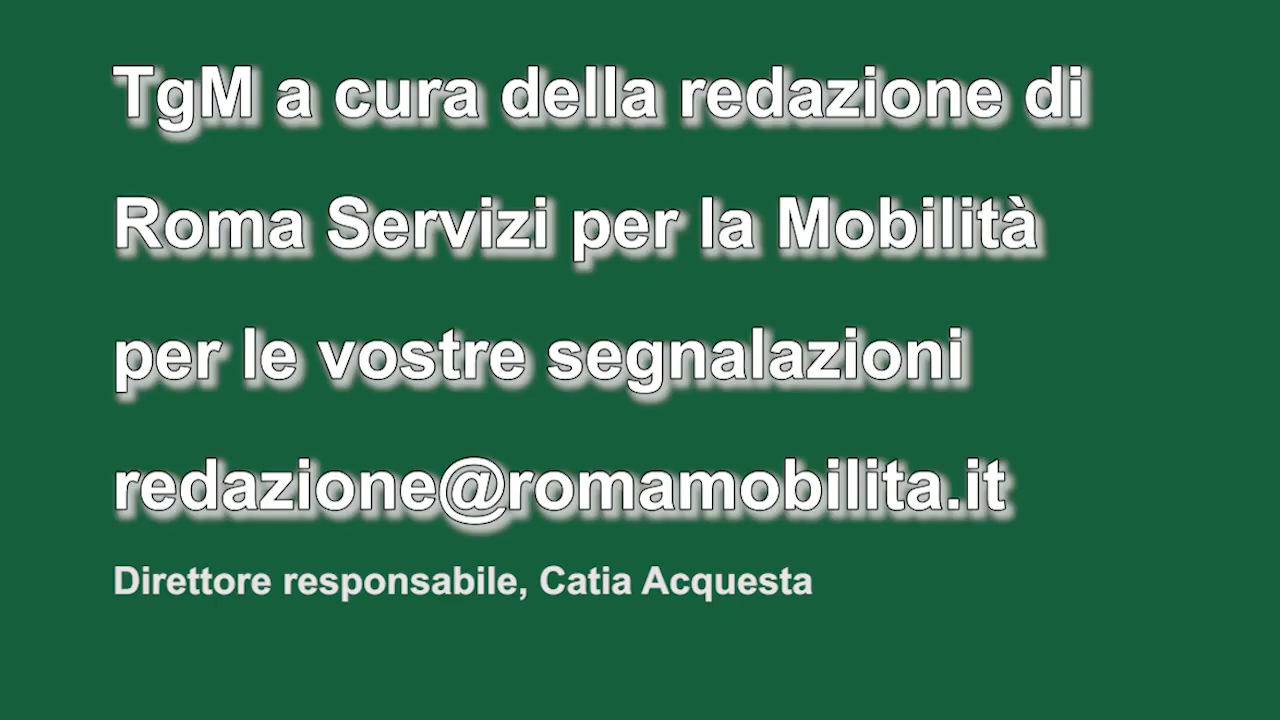 TgM a cura della redazione di
Roma Servizi per la Mobilità
per le vostre segnalazioni
redazione@romamobilita.it
Direttore responsabile, Catia Acquesta